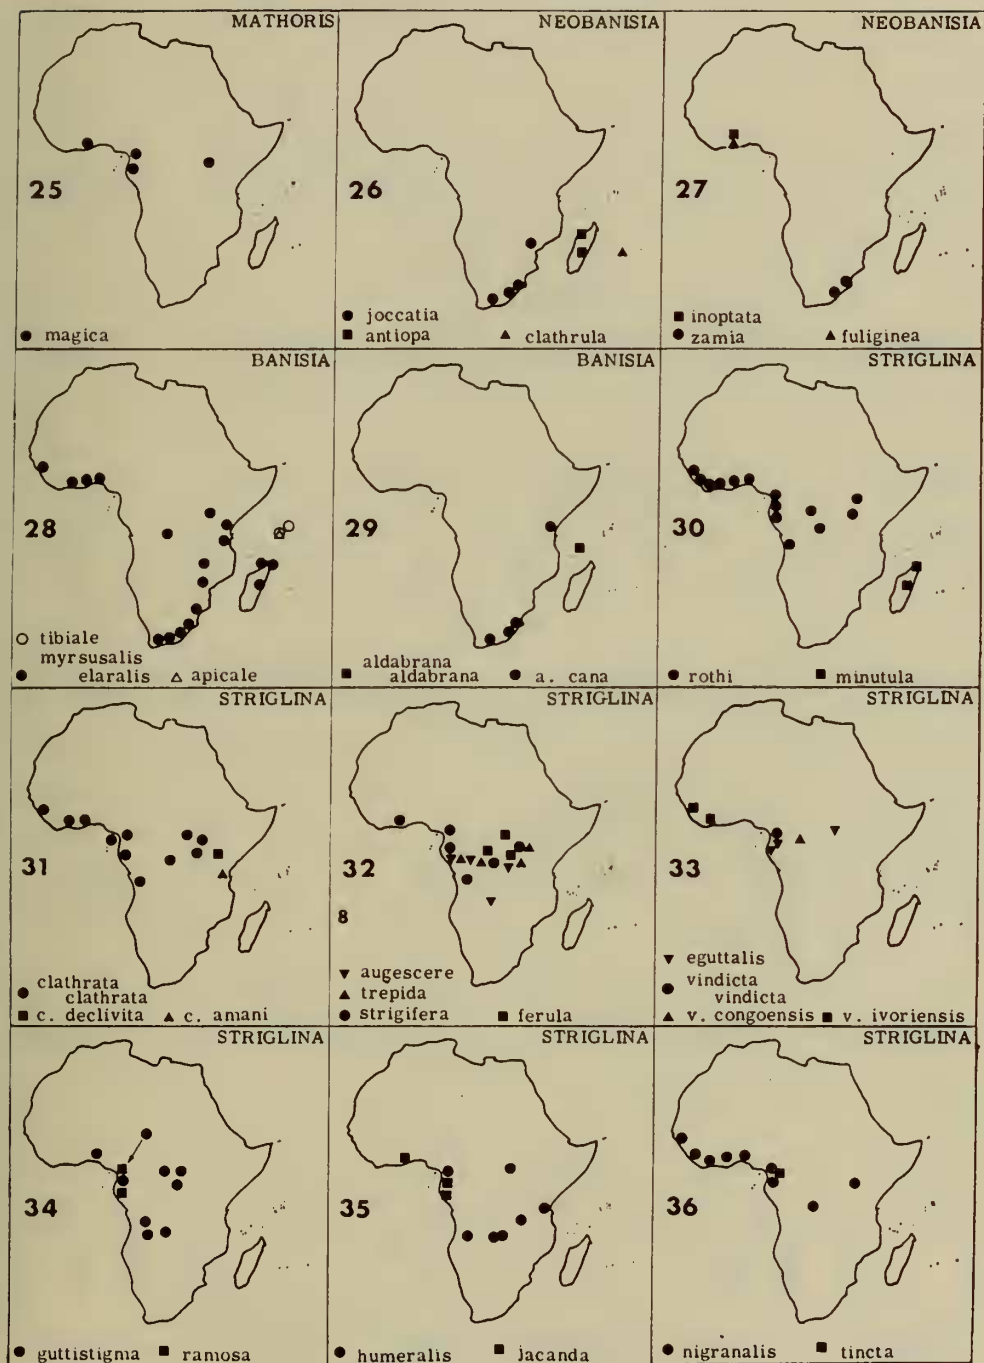 MATHORIS
25
● magica
NEOBANISIA
26
● joccatia
■ antiopa ▲ clathrula
NEOBANISIA
27
■ inoptata
● zamia ▲ fuliginea
BANISIA
28
○ tibiale
myrsusalis
● elaralis △ apicale
BANISIA
29
aldabrana
■ aldabrana ● a. cana
STRIGLINA
30
● rothi ■ minutula
STRIGLINA
31
clathrata
● clathrata
■ c. declivita ▲ c. amani
STRIGLINA
32
8
▼ augescere
▲ trepida
● strigifera ■ ferula
STRIGLINA
33
▼ eguttalis
● vindicta
vindicta
▲ v. congoensis ■ v. ivoriensis
STRIGLINA
34
● guttistigma ■ ramosa
STRIGLINA
35
● humeralis ■ jacanda
STRIGLINA
36
● nigranalis ■ tincta